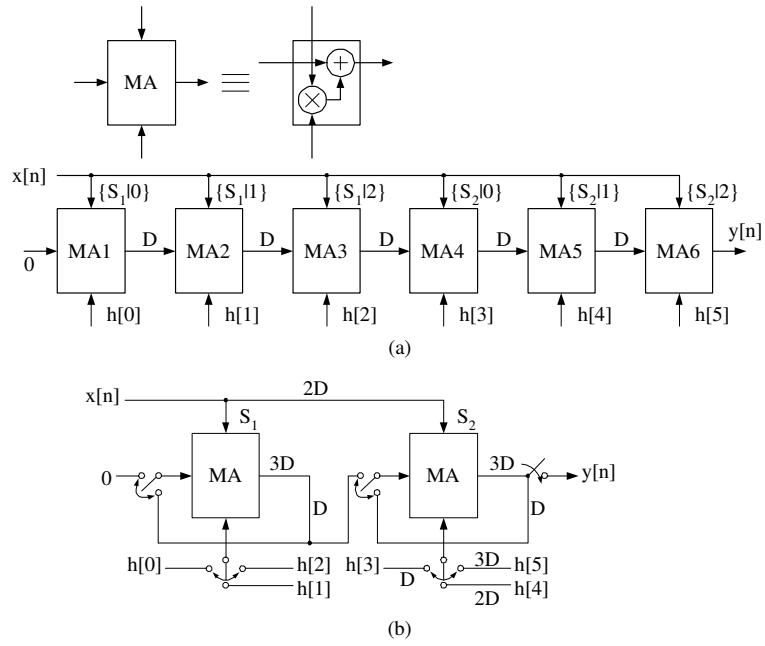 MA
x[n]
{S1|0} {S1|1} {S1|2} {S2|0} {S2|1} {S2|2}
0 MA1 D MA2 D MA3 D MA4 D MA5 D MA6 y[n]
h[0] h[1] h[2] h[3] h[4] h[5]
(a)
x[n] 2D
S1 S2
0 MA 3D MA 3D y[n]
D D
h[0] h[2] h[3] 3D h[5]
h[1] D h[4]
2D
(b)